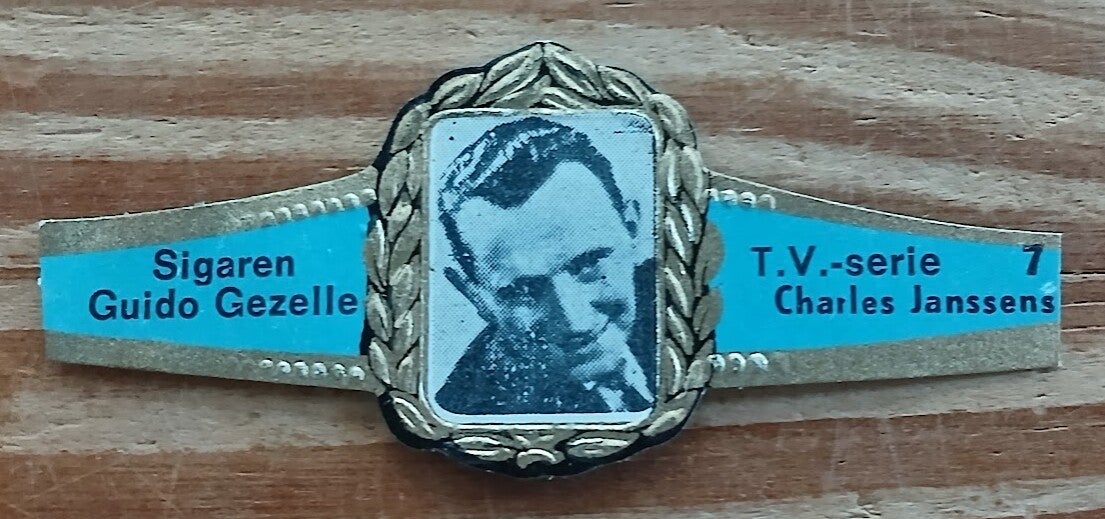 Sigaren
Guido Gezelle
T.V.-serie 7
Charles Janssens